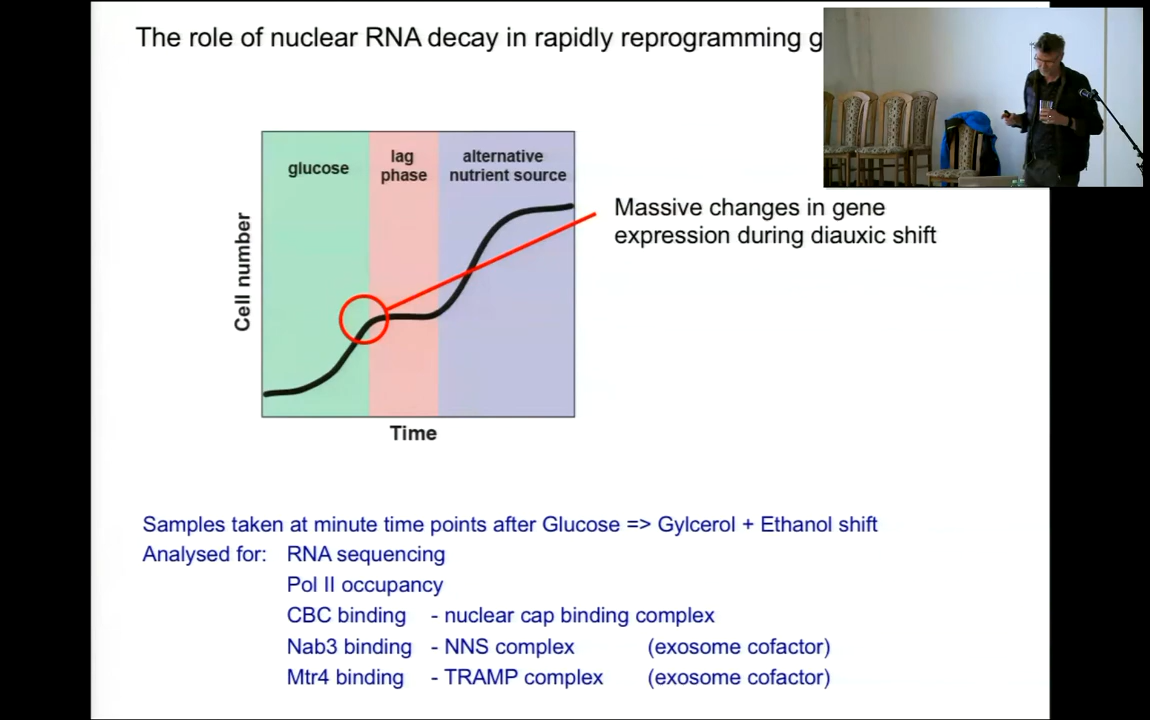 The role of nuclear RNA decay in rapidly reprogramming g
glucose
lag
phase
alternative
nutrient source
Massive changes in gene
expression during diauxic shift
Cell number
Time
Samples taken at minute time points after Glucose => Gylcerol + Ethanol shift
Analysed for: RNA sequencing
Pol II occupancy
CBC binding - nuclear cap binding complex
Nab3 binding - NNS complex (exosome cofactor)
Mtr4 binding - TRAMP complex (exosome cofactor)